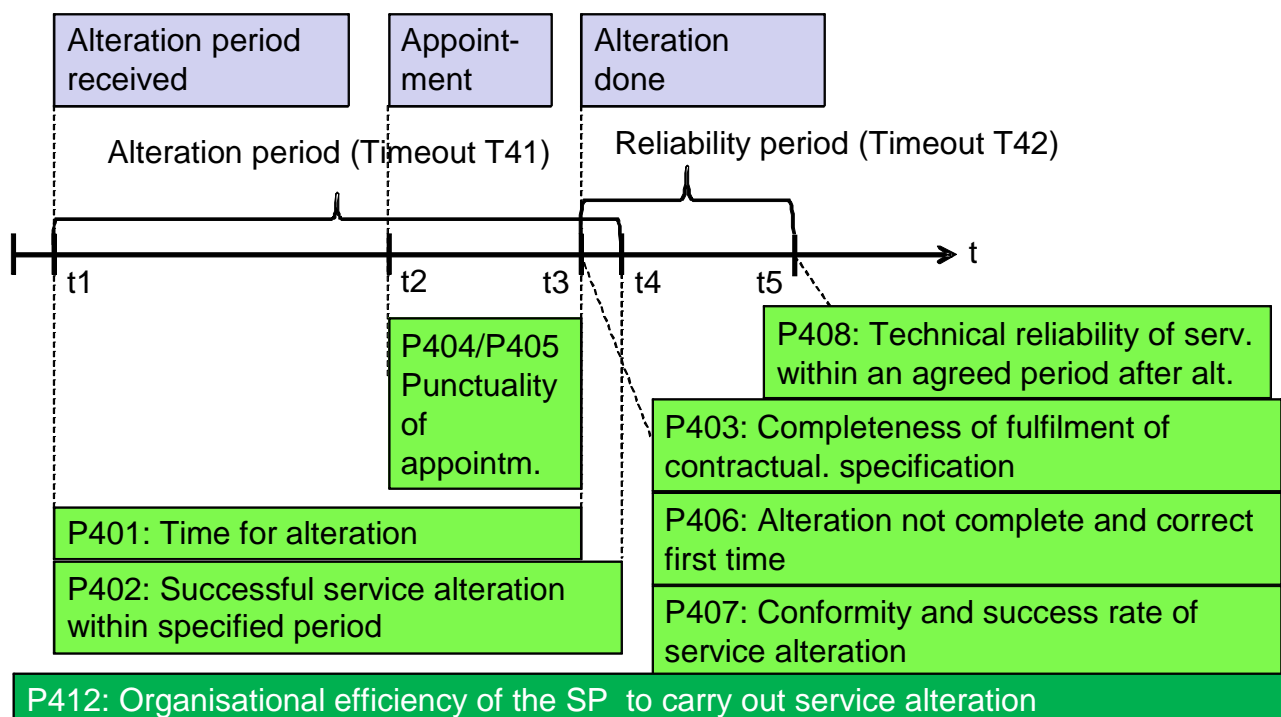 Alteration period
received
Appoint-
ment
Alteration
done
Alteration period (Timeout T41)
Reliability period (Timeout T42)
t
t1
t2
t3
t4
t5
P404/P405
Punctuality
of
appointm.
P408: Technical reliability of serv.
within an agreed period after alt.
P403: Completeness of fulfilment of
contractual. specification
P401: Time for alteration
P406: Alteration not complete and correct
first time
P402: Successful service alteration
within specified period
P407: Conformity and success rate of
service alteration
P412: Organisational efficiency of the SP to carry out service alteration